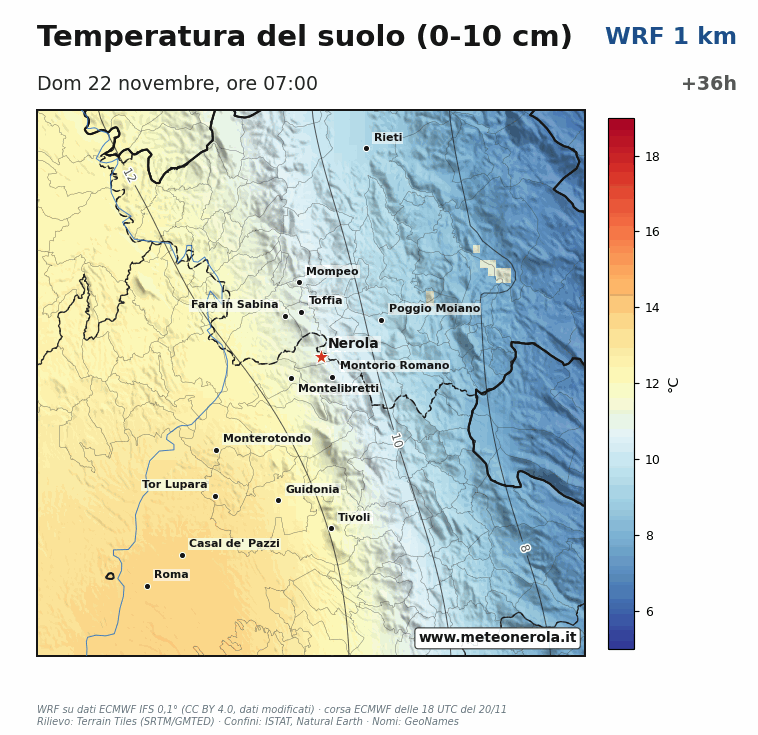 Temperatura del suolo (0-10 cm)
WRF 1 km
Dom 22 novembre, ore 07:00
+36h
Rieti
12
Mompeo
Toffia
Fara in Sabina
Poggio Moiano
Nerola
Montorio Romano
Montelibretti
Monterotondo
10
Tor Lupara
Guidonia
Tivoli
Casal de' Pazzi
8
Roma
www.meteonerola.it
18
16
14
12
10
8
6
°C
WRF su dati ECMWF IFS 0,1° (CC BY 4.0, dati modificati) · corsa ECMWF delle 18 UTC del 20/11
Rilievo: Terrain Tiles (SRTM/GMTED) · Confini: ISTAT, Natural Earth · Nomi: GeoNames